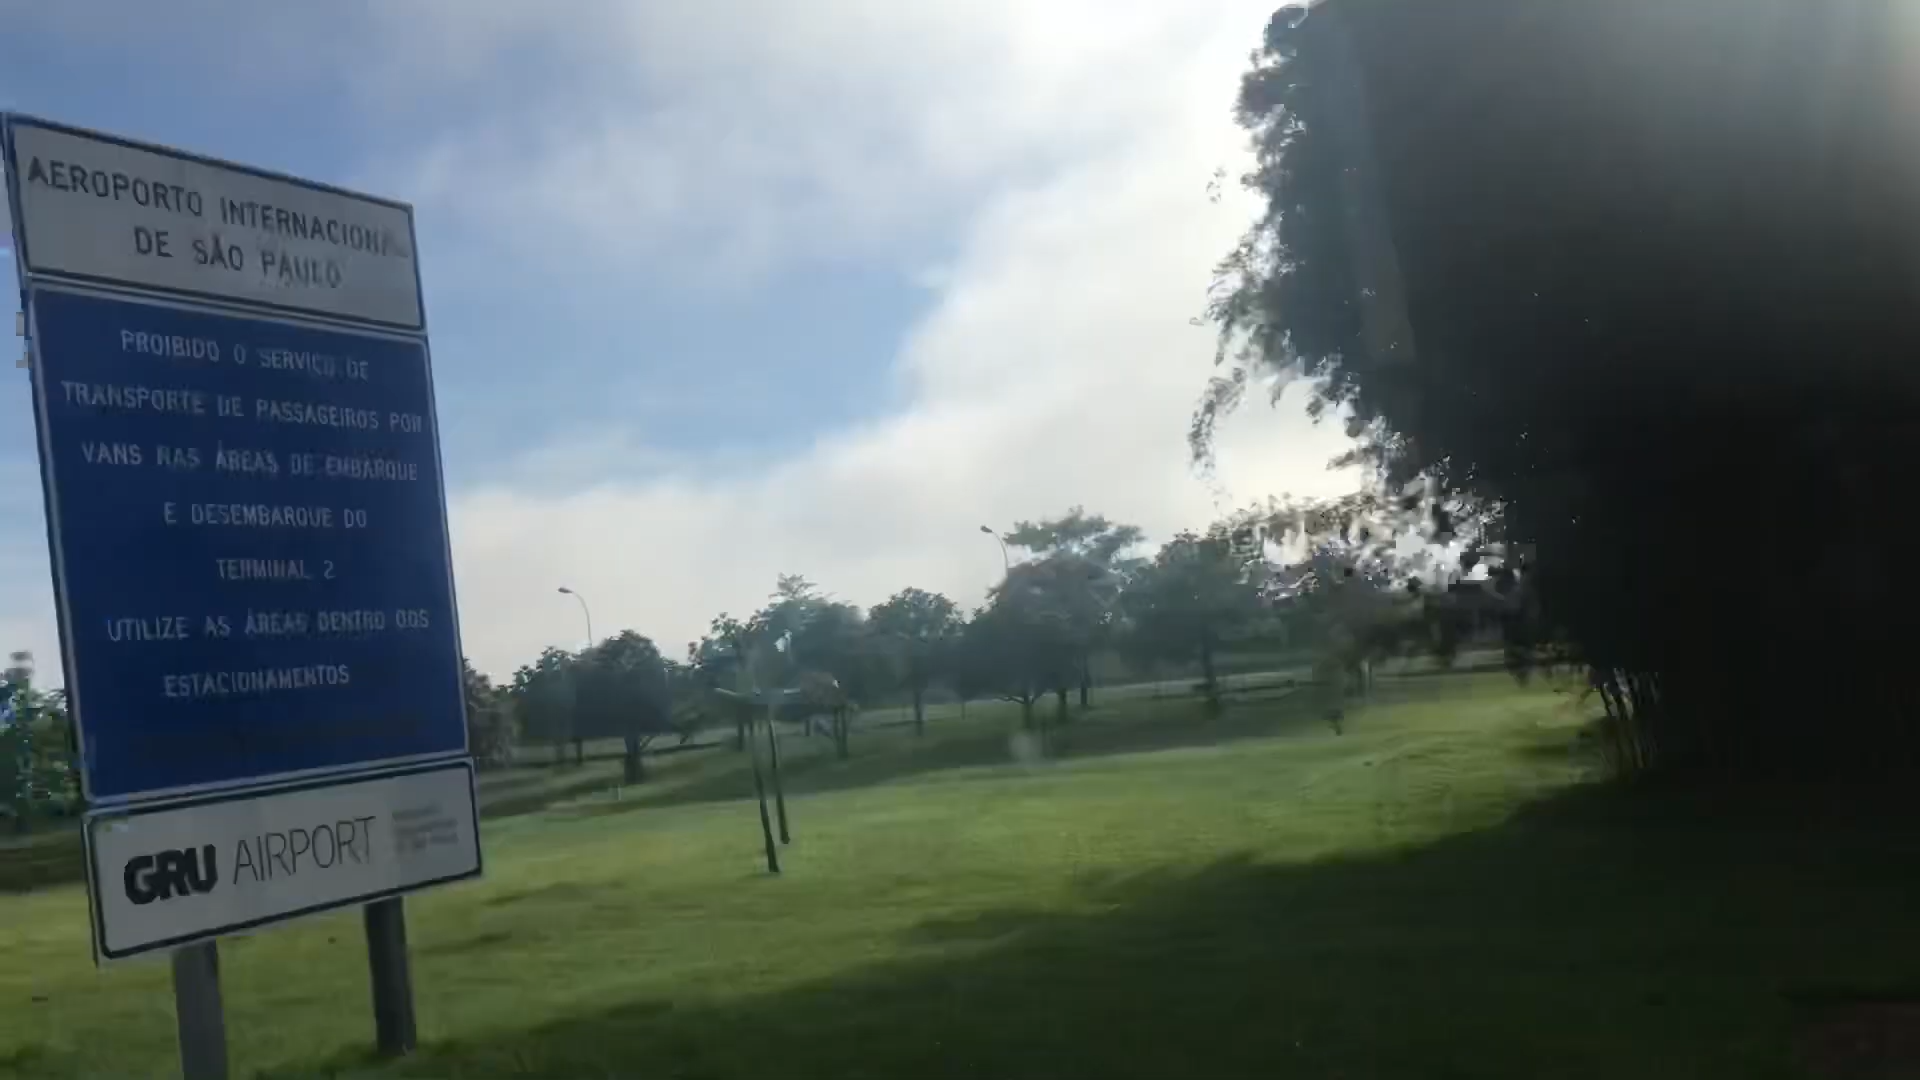 AEROPORTO INTERNACIONAL
DE SÃO PAULO
PROIBIDO O SERVIÇO DE
TRANSPORTE DE PASSAGEIROS POR
VANS NAS ÁREAS DE EMBARQUE
E DESEMBARQUE DO
TERMINAL 2
UTILIZE AS ÁREAS DENTRO DOS
ESTACIONAMENTOS
GRU AIRPORT